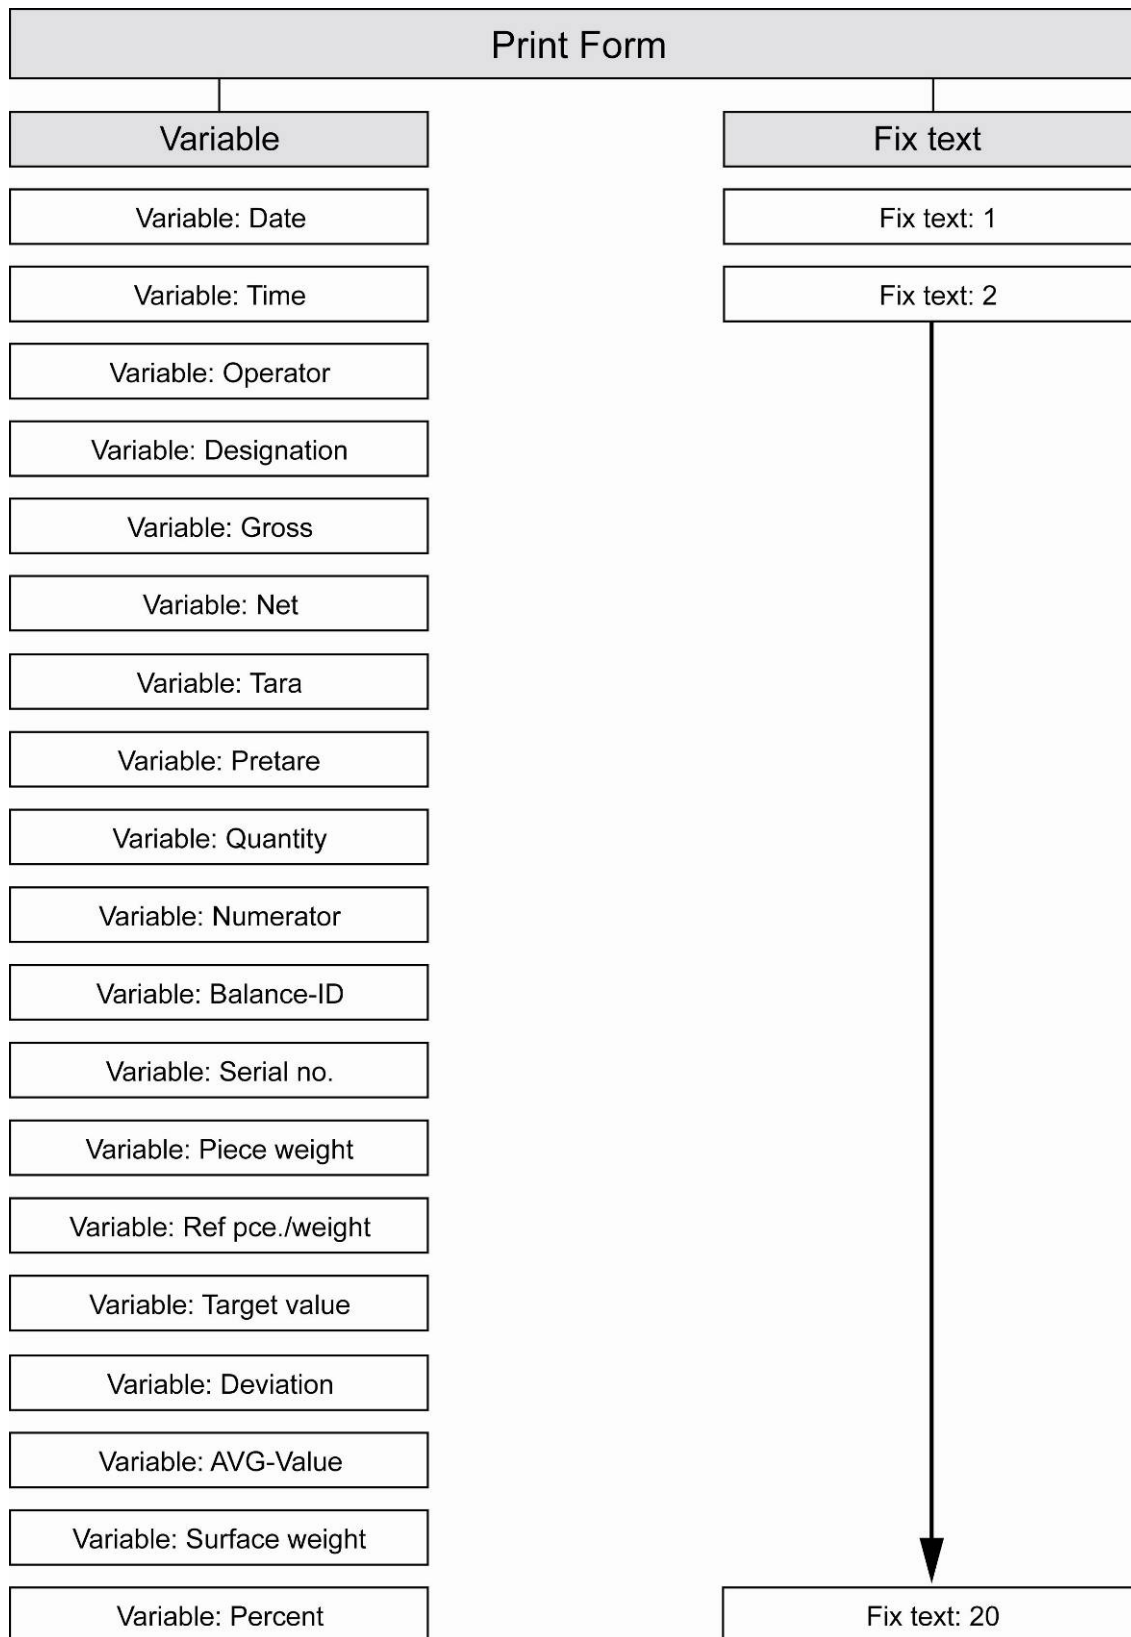 Print Form
Variable
Fix text
Variable: Date
Fix text: 1
Variable: Time
Fix text: 2
Variable: Operator
Variable: Designation
Variable: Gross
Variable: Net
Variable: Tara
Variable: Pretare
Variable: Quantity
Variable: Numerator
Variable: Balance-ID
Variable: Serial no.
Variable: Piece weight
Variable: Ref pce./weight
Variable: Target value
Variable: Deviation
Variable: AVG-Value
Variable: Surface weight
Variable: Percent
Fix text: 20